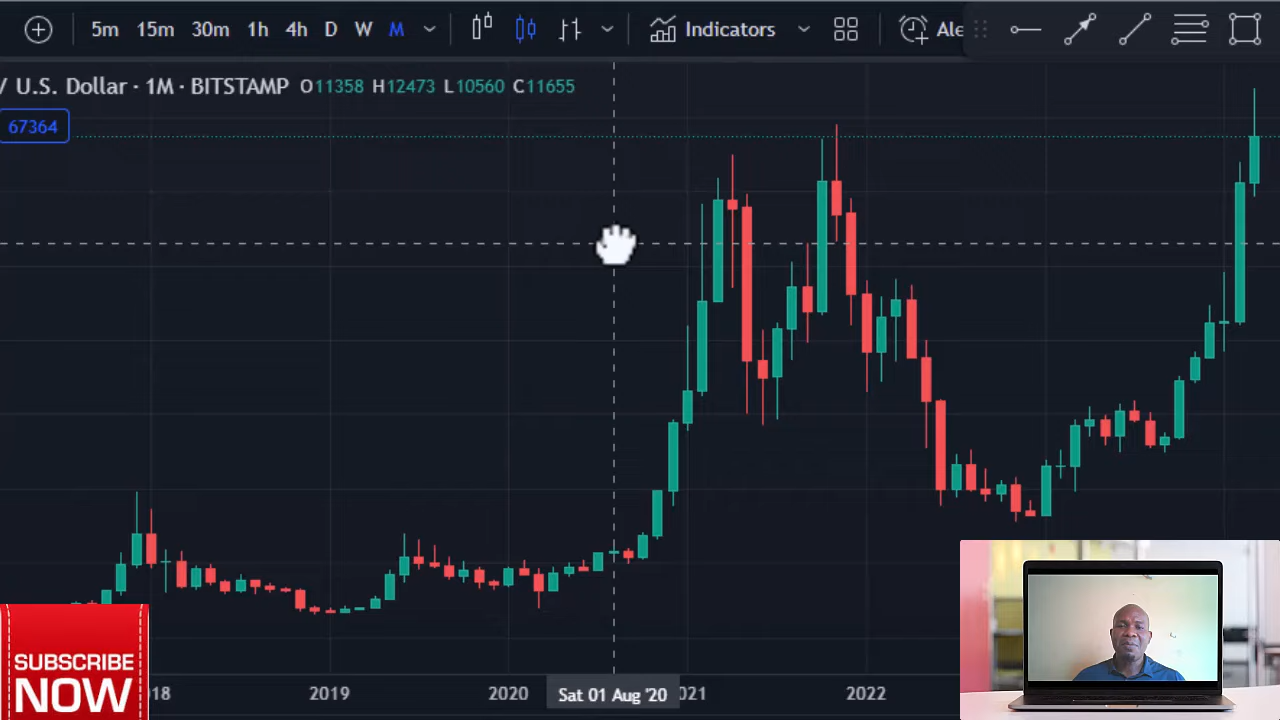 5m 15m 30m 1h 4h D W M Indicators Ale
/ U.S. Dollar · 1M · BITSTAMP O11358 H12473 L10560 C11655
67364
SUBSCRIBE
NOW
18 2019 2020 Sat 01 Aug '20 021 2022